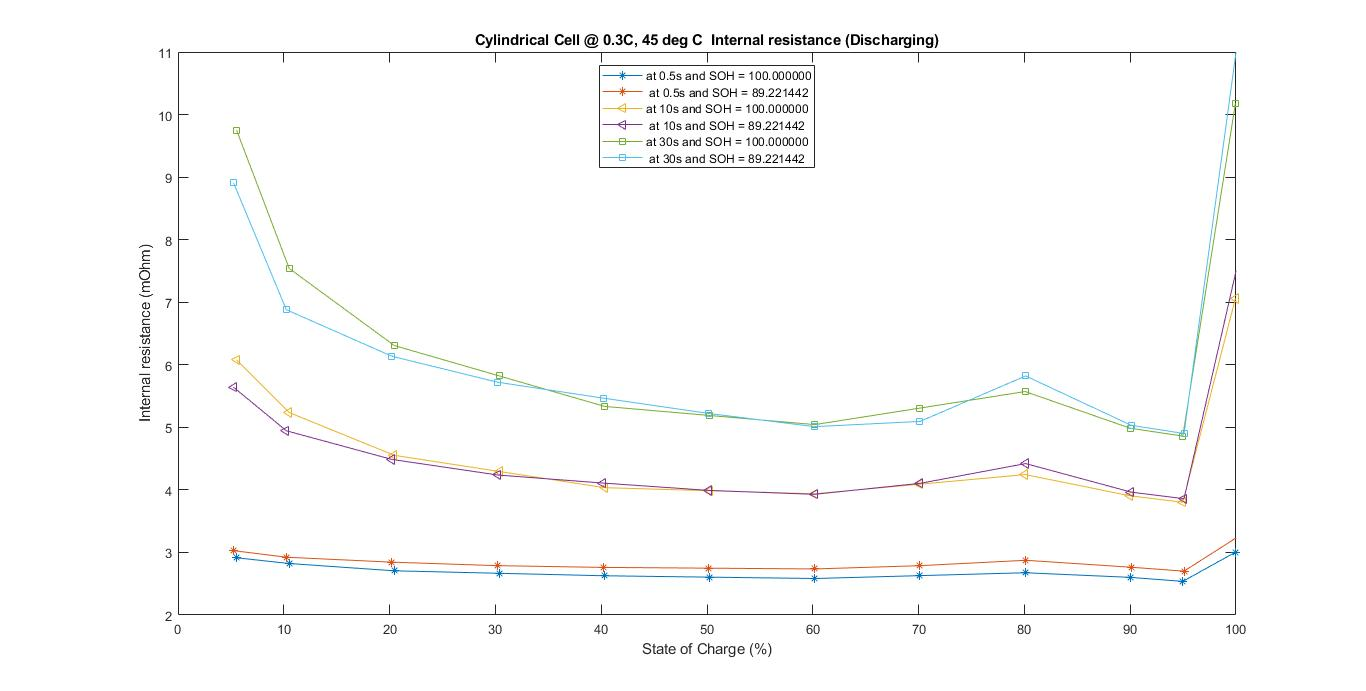 Cylindrical Cell @ 0.3C, 45 deg C  Internal resistance (Discharging)
11
10
9
8
7
6
5
4
3
2
Internal resistance (mOhm)
at 0.5s and SOH = 100.000000
at 0.5s and SOH = 89.221442
at 10s and SOH = 100.000000
at 10s and SOH = 89.221442
at 30s and SOH = 100.000000
at 30s and SOH = 89.221442
0 10 20 30 40 50 60 70 80 90 100
State of Charge (%)